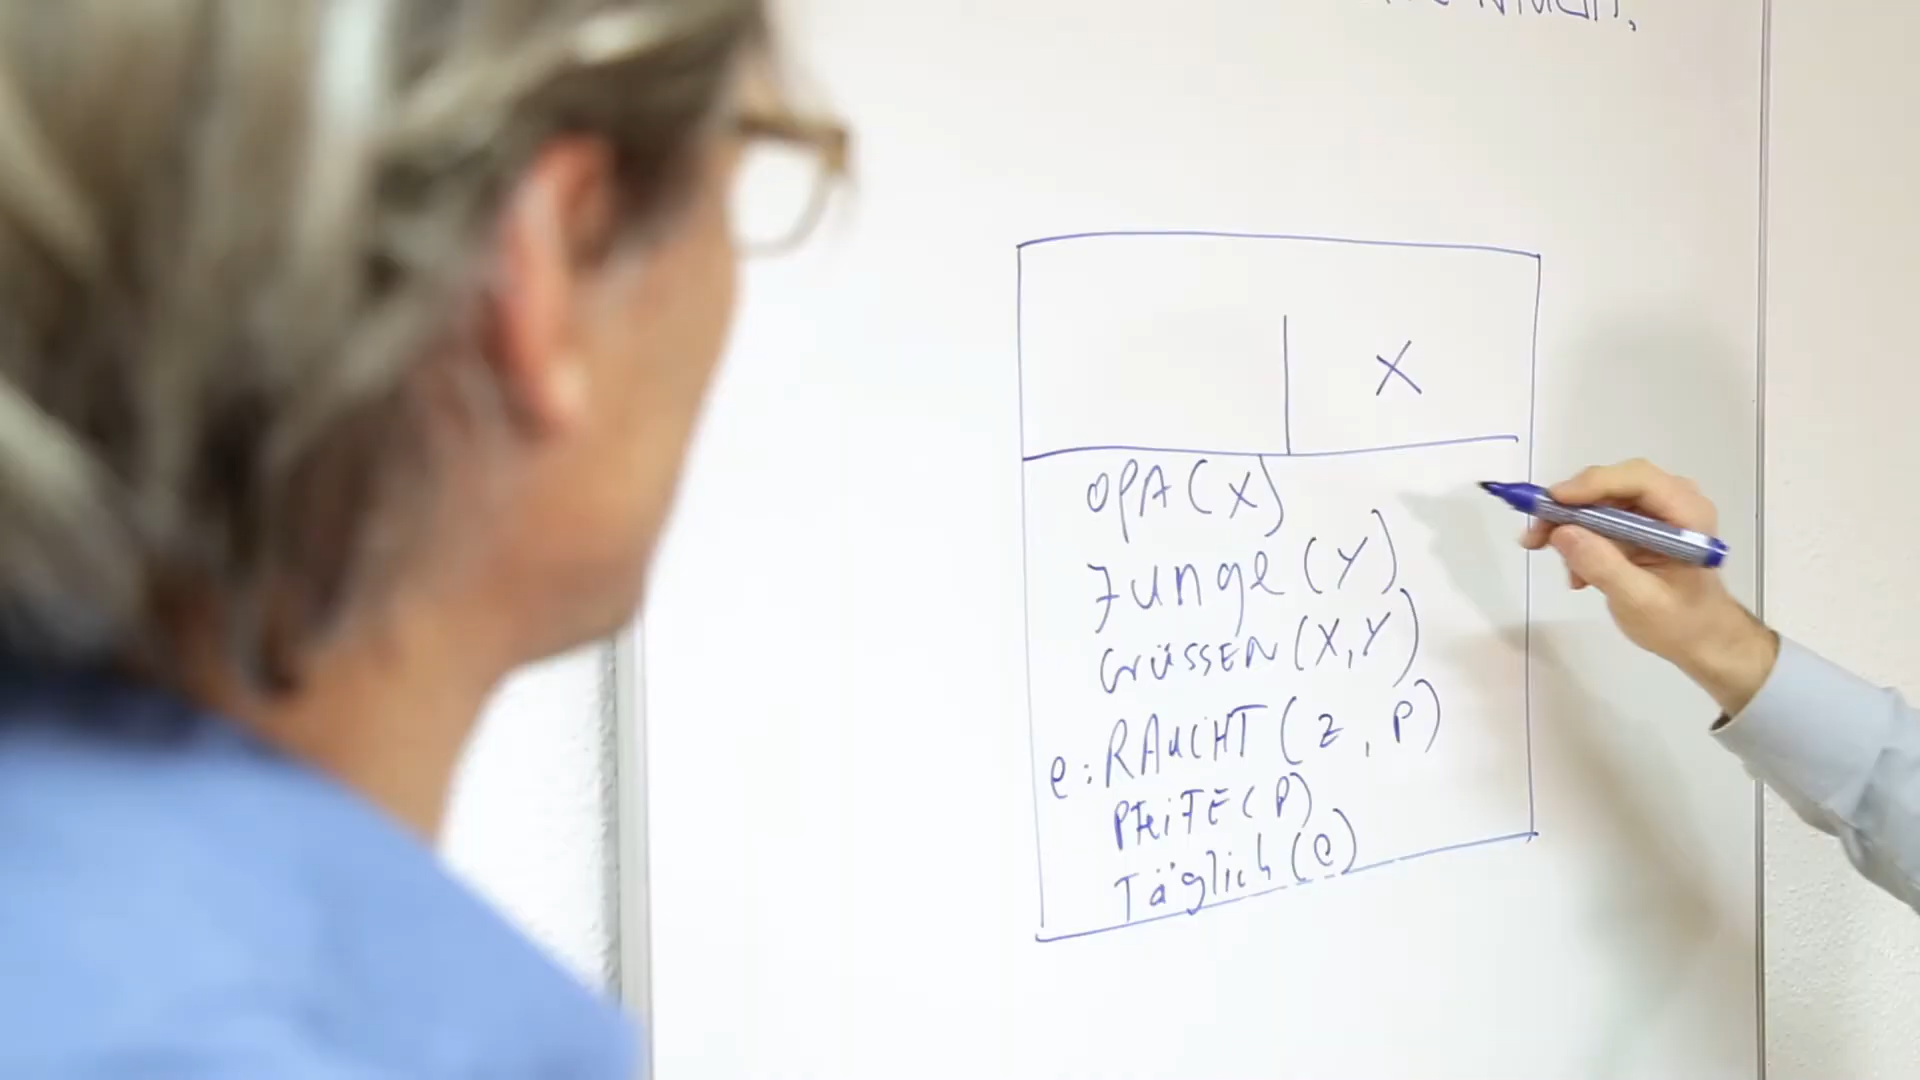 X
OPA (X)
Junge (Y)
GRÜSSEN (X,Y)
e: RAUCHT (z, P)
PFEIFE (P)
Täglich (e)